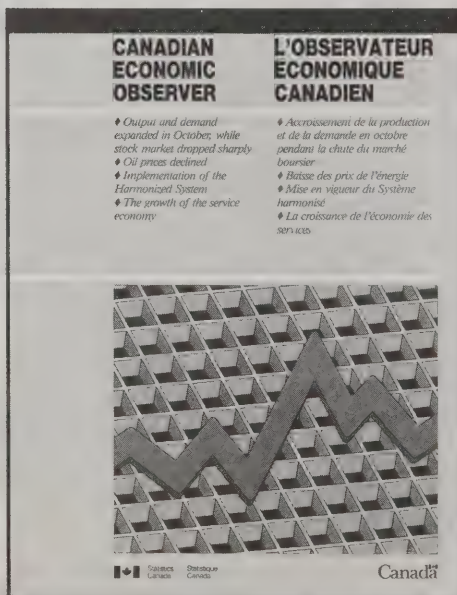 CANADIAN
ECONOMIC
OBSERVER
♦ Output and demand
expanded in October, while
stock market dropped sharply
♦ Oil prices declined
♦ Implementation of the
Harmonized System
♦ The growth of the service
economy
L'OBSERVATEUR
ÉCONOMIQUE
CANADIEN
♦ Accroissement de la production
et de la demande en octobre
pendant la chute du marché
boursier
♦ Baisse des prix de l'énergie
♦ Mise en vigueur du Système
harmonisé
♦ La croissance de l'économie des
services
Statistics
Canada
Statistique
Canada
Canada